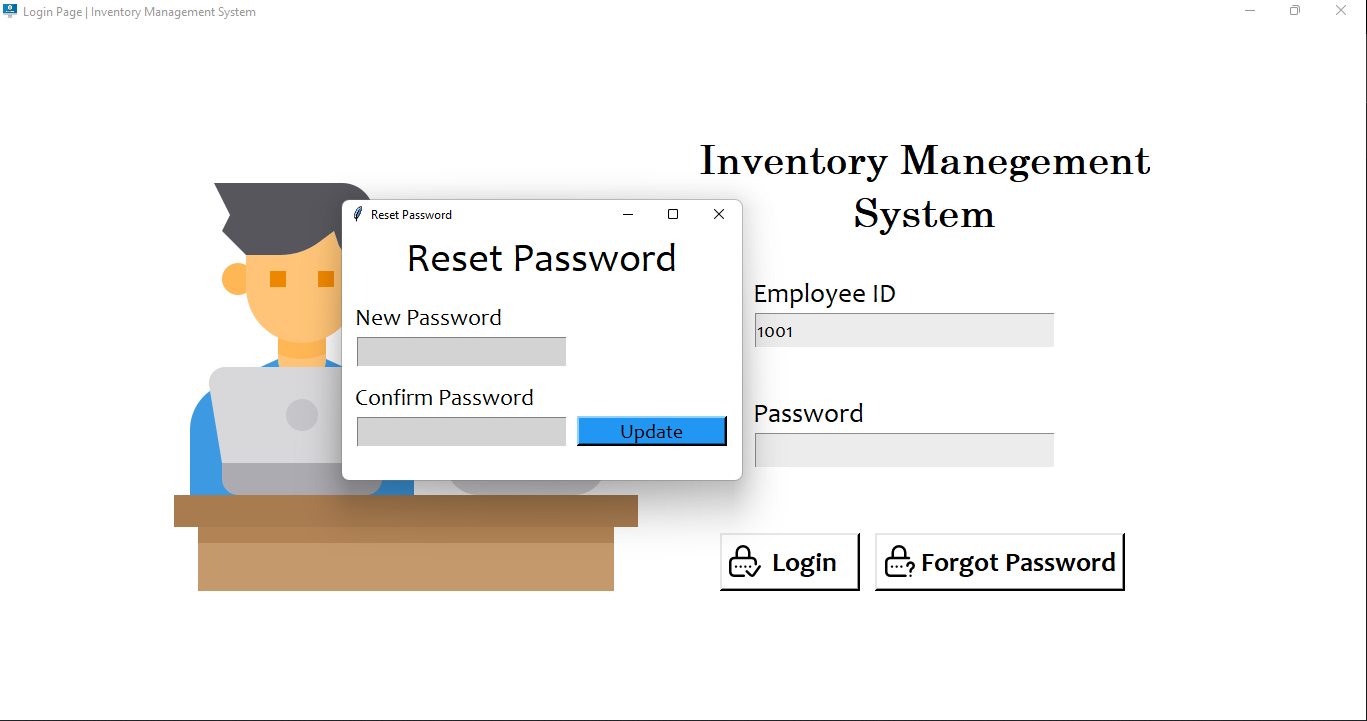 Login Page | Inventory Management System
Inventory Manegement
System
Reset Password
Reset Password
New Password
Confirm Password
Update
Employee ID
1001
Password
Login
Forgot Password